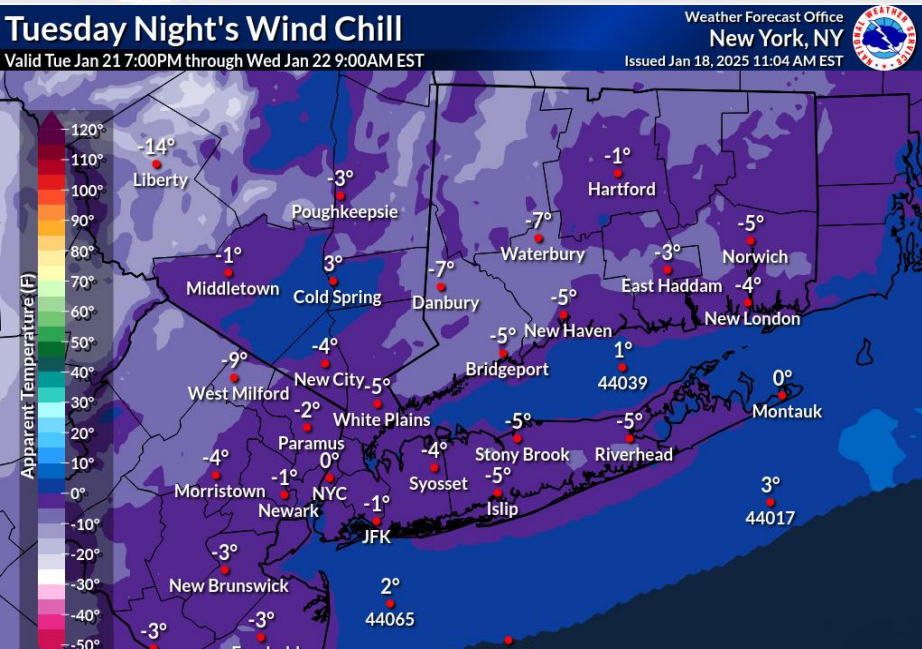 Tuesday Night's Wind Chill
Valid Tue Jan 21 7:00PM through Wed Jan 22 9:00AM EST
Weather Forecast Office
New York, NY
Issued Jan 18, 2025 11:04 AM EST
NATIONAL WEATHER SERVICE
Apparent Temperature (F)
120°
110°
100°
90°
80°
70°
60°
50°
40°
30°
20°
10°
0°
-10°
-20°
-30°
-40°
-50°
-14°
Liberty
-3°
Poughkeepsie
-1°
Hartford
-7°
Waterbury
-5°
Norwich
-3°
East Haddam
-1°
Middletown
3°
Cold Spring
-7°
Danbury
-4°
New London
-5°
New Haven
-5°
Bridgeport
1°
44039
-9°
West Milford
-4°
New City
-5°
White Plains
0°
Montauk
-2°
Paramus
-5°
Stony Brook
-5°
Riverhead
-4°
Morristown
-1°
Newark
0°
NYC
-4°
Syosset
-5°
Islip
-1°
JFK
3°
44017
-3°
New Brunswick
2°
44065
-3°
-3°